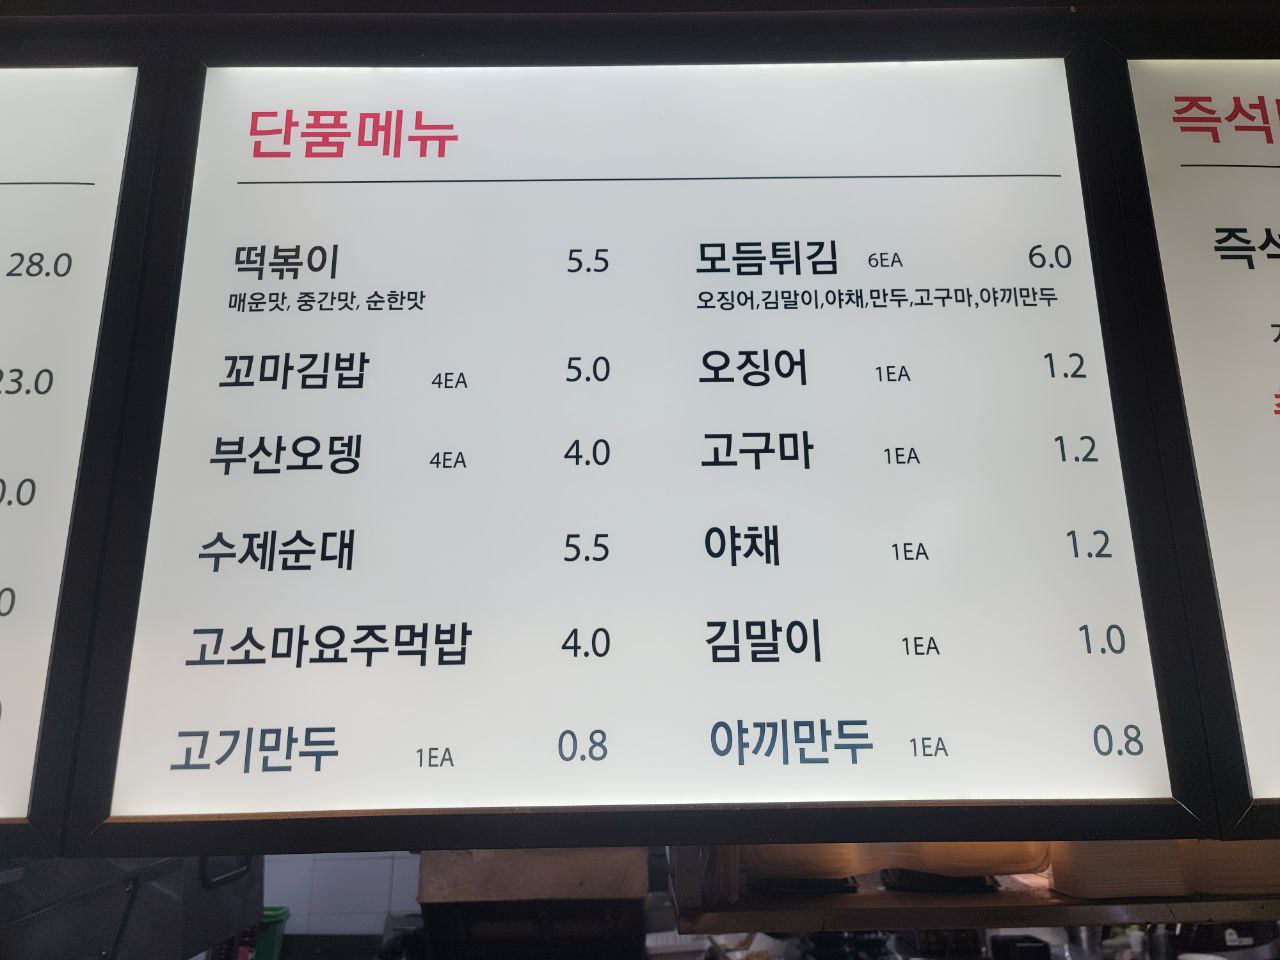 28.0
23.0
단품메뉴
떡볶이 5.5
매운맛, 중간맛, 순한맛
꼬마김밥 4EA 5.0
부산오뎅 4EA 4.0
수제순대 5.5
고소마요주먹밥 4.0
고기만두 1EA 0.8
모듬튀김 6EA 6.0
오징어,김말이,야채,만두,고구마,야끼만두
오징어 1EA 1.2
고구마 1EA 1.2
야채 1EA 1.2
김말이 1EA 1.0
야끼만두 1EA 0.8
즉석
즉석